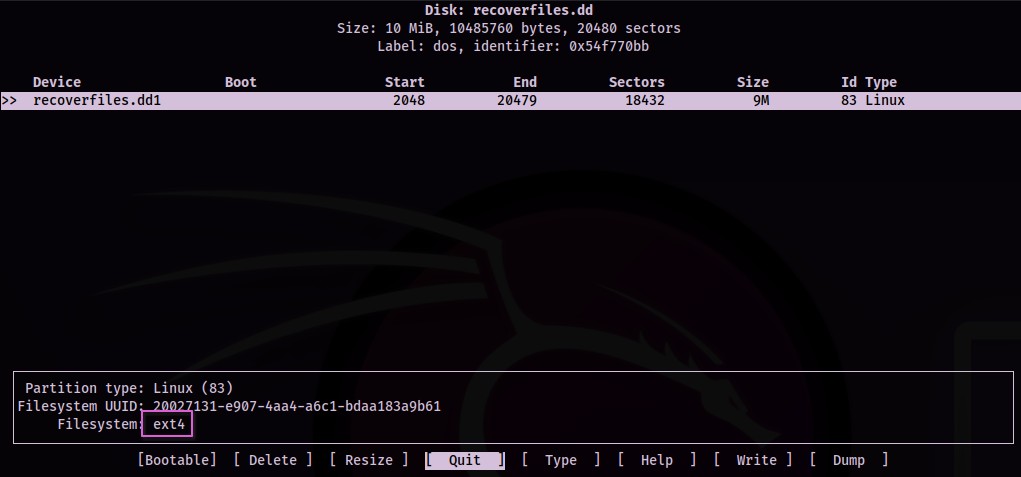 Disk: recoverfiles.dd
Size: 10 MiB, 10485760 bytes, 20480 sectors
Label: dos, identifier: 0x54f770bb
Device Boot Start End Sectors Size Id Type
>> recoverfiles.dd1 2048 20479 18432 9M 83 Linux
Partition type: Linux (83)
Filesystem UUID: 20027131-e907-4aa4-a6c1-bdaa183a9b61
Filesystem: ext4
[Bootable] [ Delete ] [ Resize ] [ Quit ] [ Type ] [ Help ] [ Write ] [ Dump ]